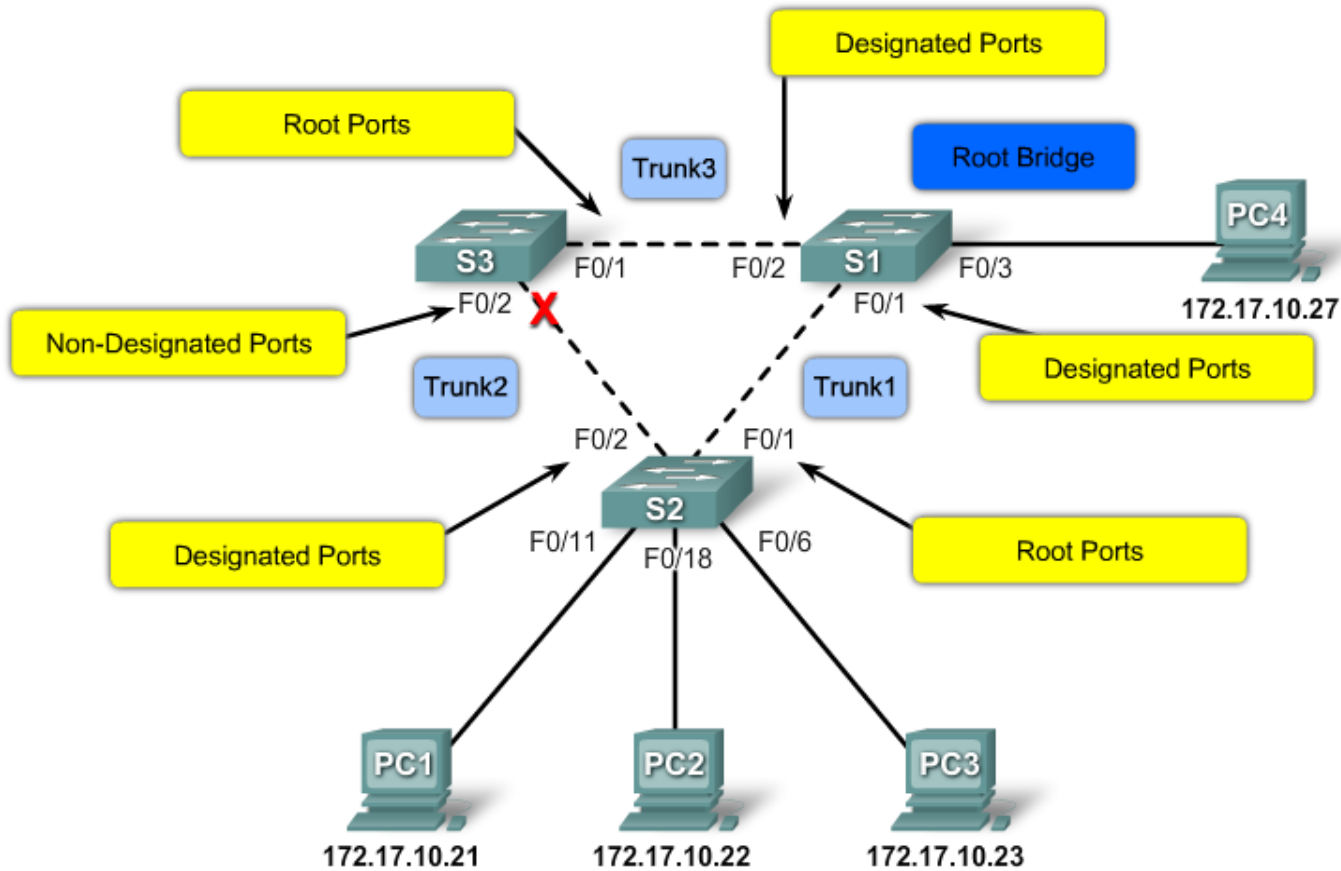 Designated Ports
Root Ports
Root Bridge
Trunk3
PC4
S3
S1
F0/1
F0/2
F0/3
F0/2
X
F0/1
172.17.10.27
Non-Designated Ports
Designated Ports
Trunk2
Trunk1
F0/2
F0/1
S2
Designated Ports
F0/11
F0/18
F0/6
Root Ports
PC1
PC2
PC3
172.17.10.21
172.17.10.22
172.17.10.23